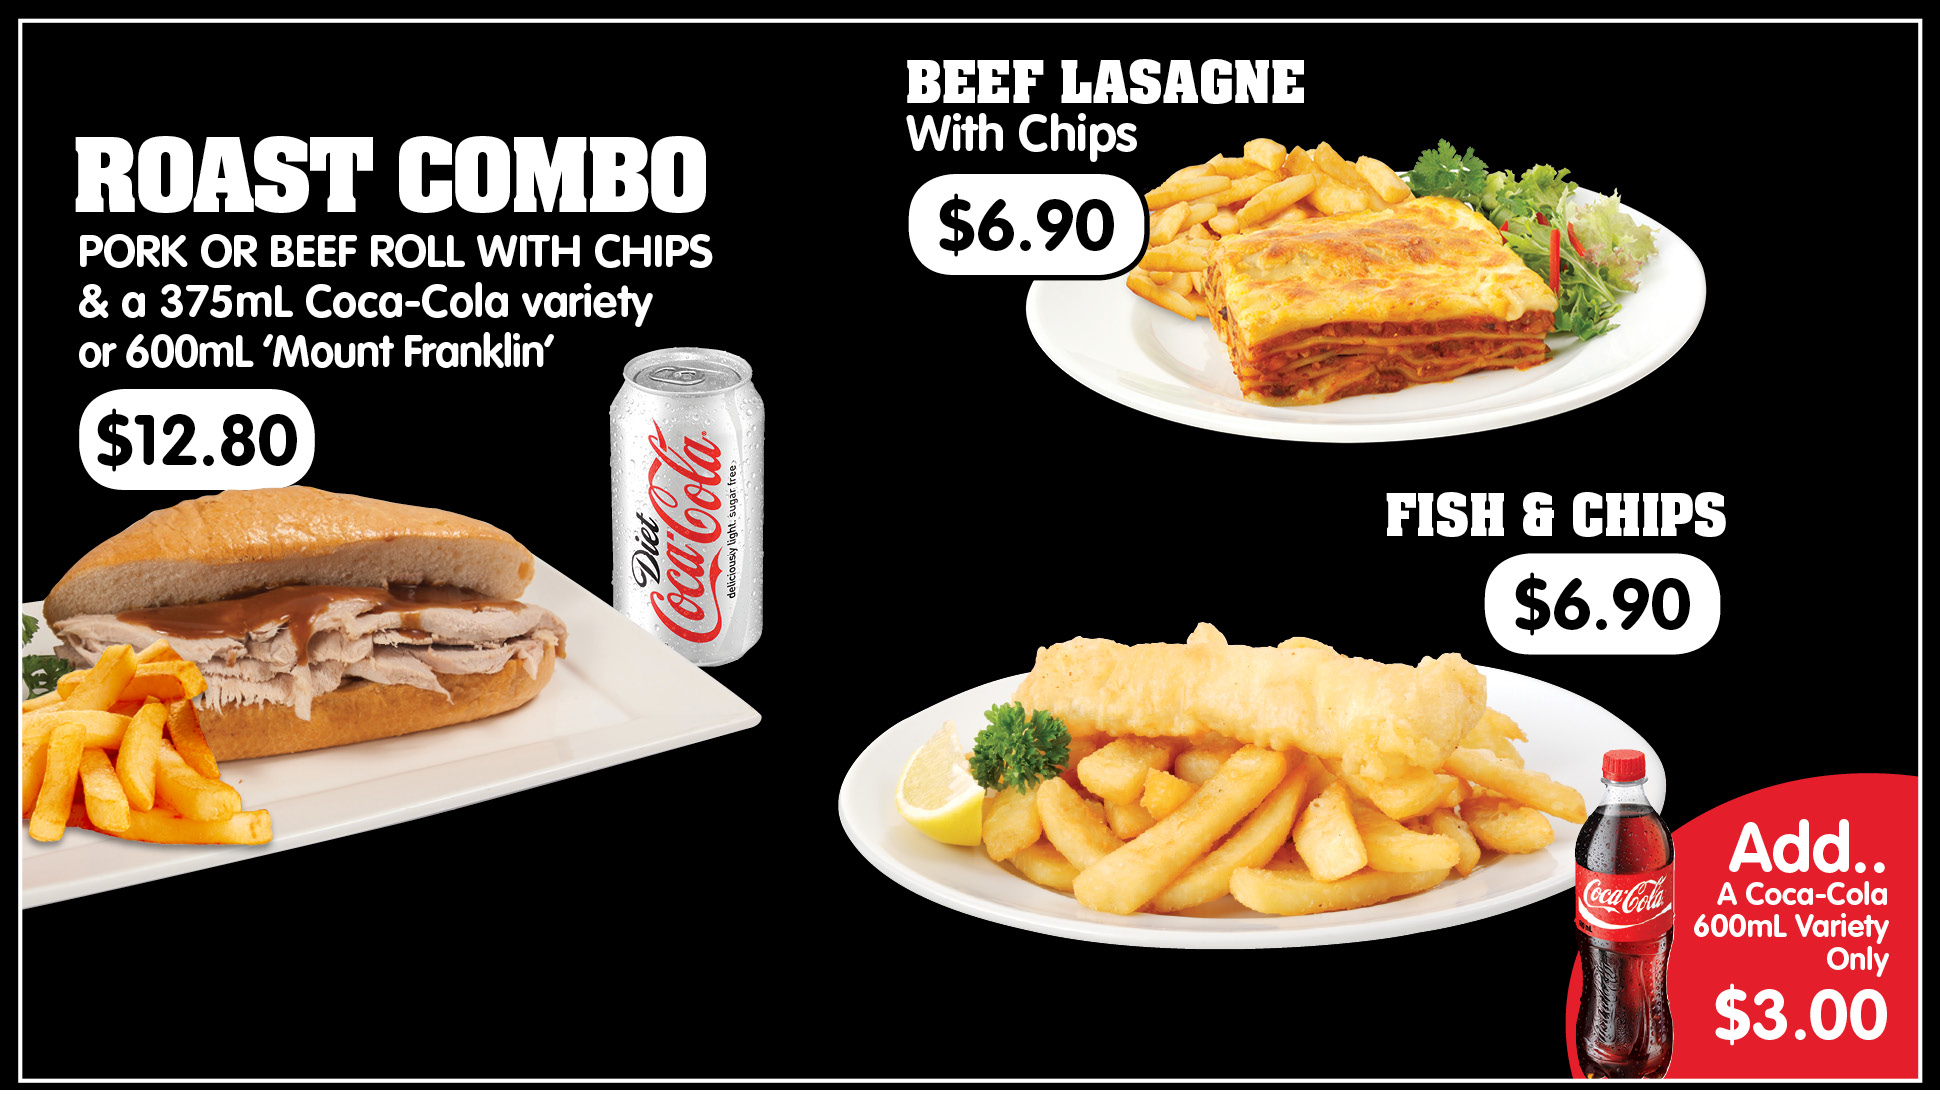 ROAST COMBO
PORK OR BEEF ROLL WITH CHIPS
& a 375mL Coca-Cola variety
or 600mL 'Mount Franklin'
$12.80
Diet
Coca-Cola
deliciously light. sugar free
BEEF LASAGNE
With Chips
$6.90
FISH & CHIPS
$6.90
Coca-Cola
Add..
A Coca-Cola
600mL Variety
Only
$3.00